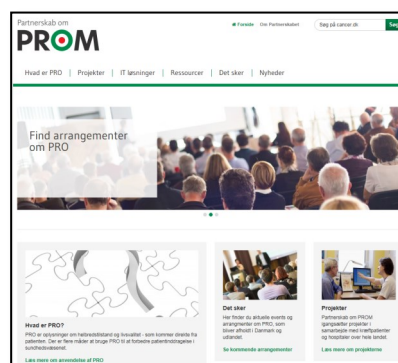 Partnerskab om
PROM
Forside Om Partnerskabet Søg på cancer.dk Søg
Hvad er PRO | Projekter | IT løsninger | Ressourcer | Det sker | Nyheder
Find arrangementer
om PRO
Hvad er PRO?
PRO er oplysninger om helbredstilstand og livskvalitet - som kommer direkte fra
patienten. Der er flere måder at bruge PRO til at forbedre patientinddragelse i
sundhedsvæsenet.
Læs mere om anvendelse af PRO
Det sker
Her finder du aktuelle events og
arrangementer om PRO, som
bliver afholdt i Danmark og
udlandet.
Se kommende arrangementer
Projekter
Partnerskab om PROM
igangsætter projekter i
samarbejde med kræftpatienter
og hospitaler over hele landet.
Læs mere om projekterne